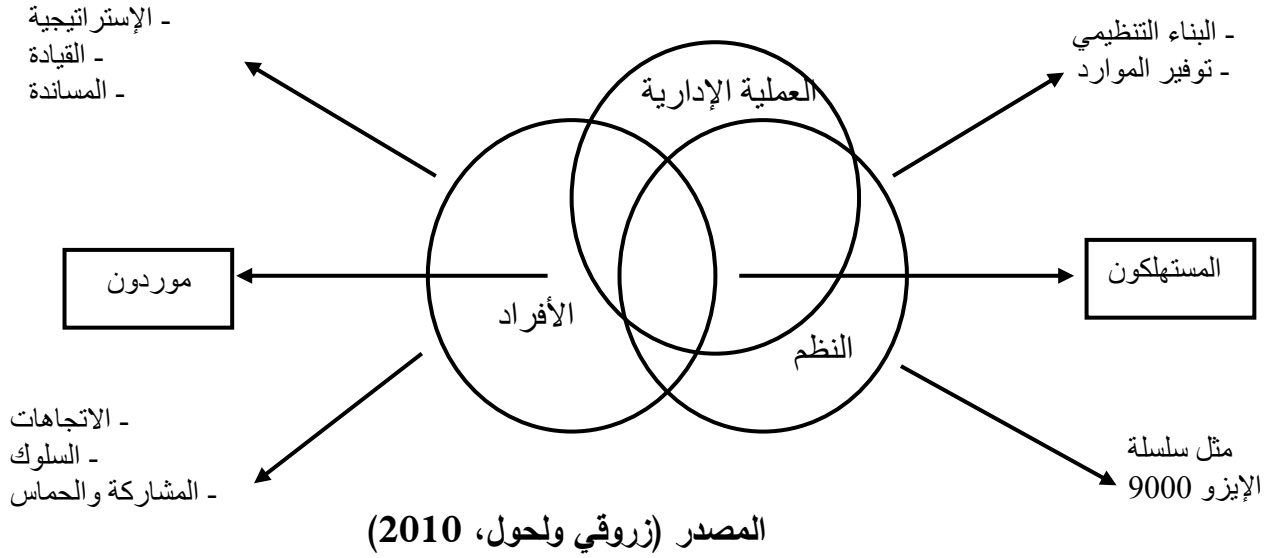 - البناء التنظيمي
- توفير الموارد
- الإستراتيجية
- القيادة
- المساندة
العملية الإدارية
المستهلكون
موردون
الأفراد
النظم
مثل سلسلة
الإيزو 9000
- الاتجاهات
- السلوك
- المشاركة والحماس
المصدر (زروقي ولحول، 2010)